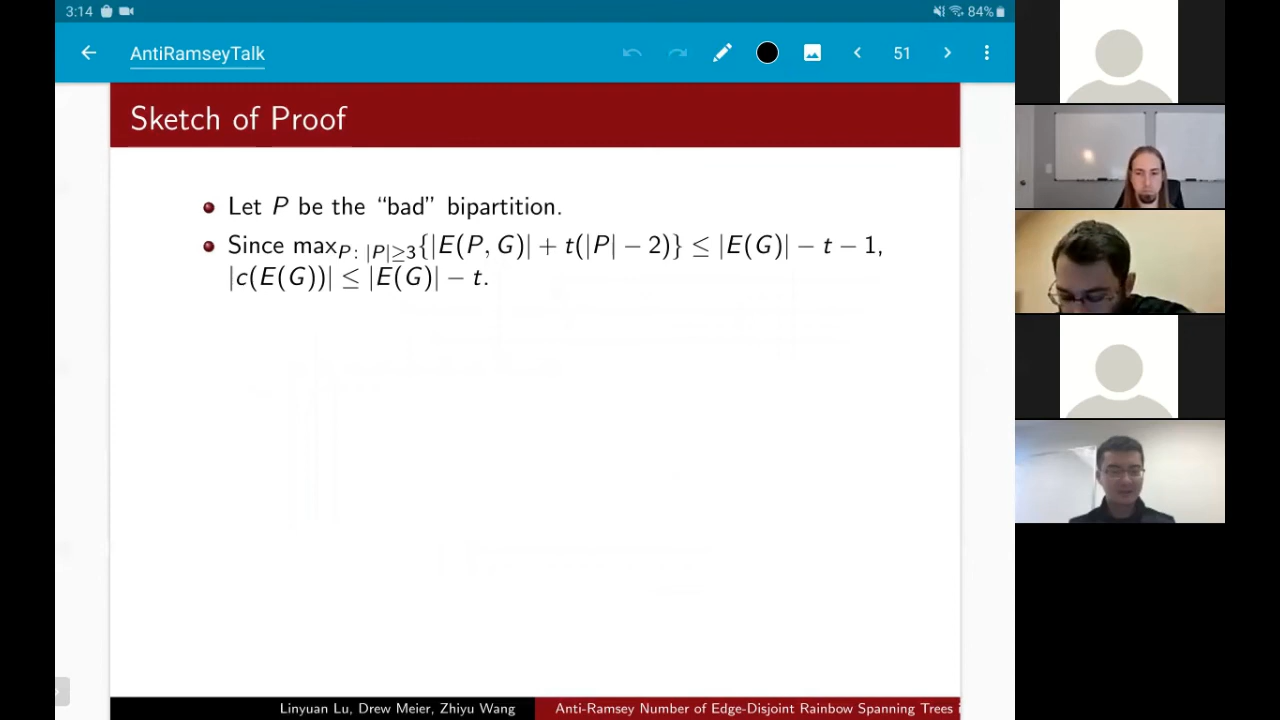 3:14 84%
AntiRamseyTalk 51
Sketch of Proof
Let P be the “bad” bipartition.
Since max_{P: |P|≥3}{|E(P, G)| + t(|P| − 2)} ≤ |E(G)| − t − 1,
|c(E(G))| ≤ |E(G)| − t.
Linyuan Lu, Drew Meier, Zhiyu Wang Anti-Ramsey Number of Edge-Disjoint Rainbow Spanning Trees i